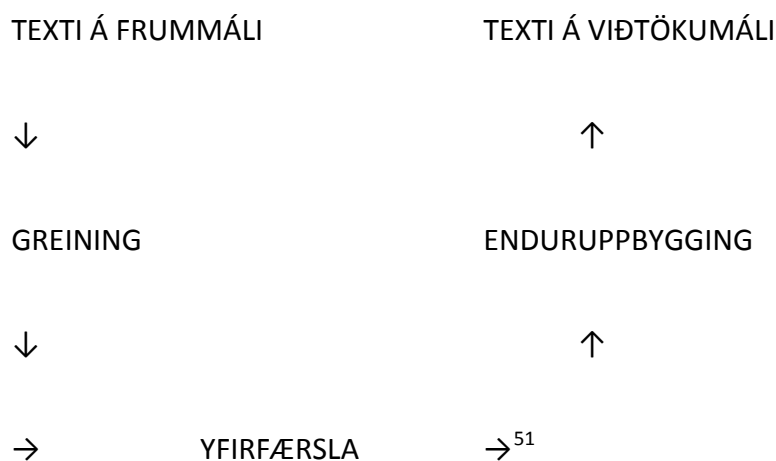 TEXTI Á FRUMMÁLI TEXTI Á VIÐTÖKUMÁLI
↓ ↑
GREINING ENDURUPPBYGGING
↓ ↑
→ YFIRFÆRSLA →51